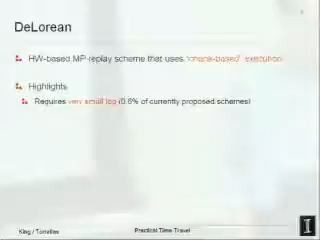 DeLorean
HW-based MP replay scheme that uses "chunk-based" execution
Highlights
Requires very small log (0.6% of currently proposed schemes)
King / Torrellas
Practical Time Travel
I